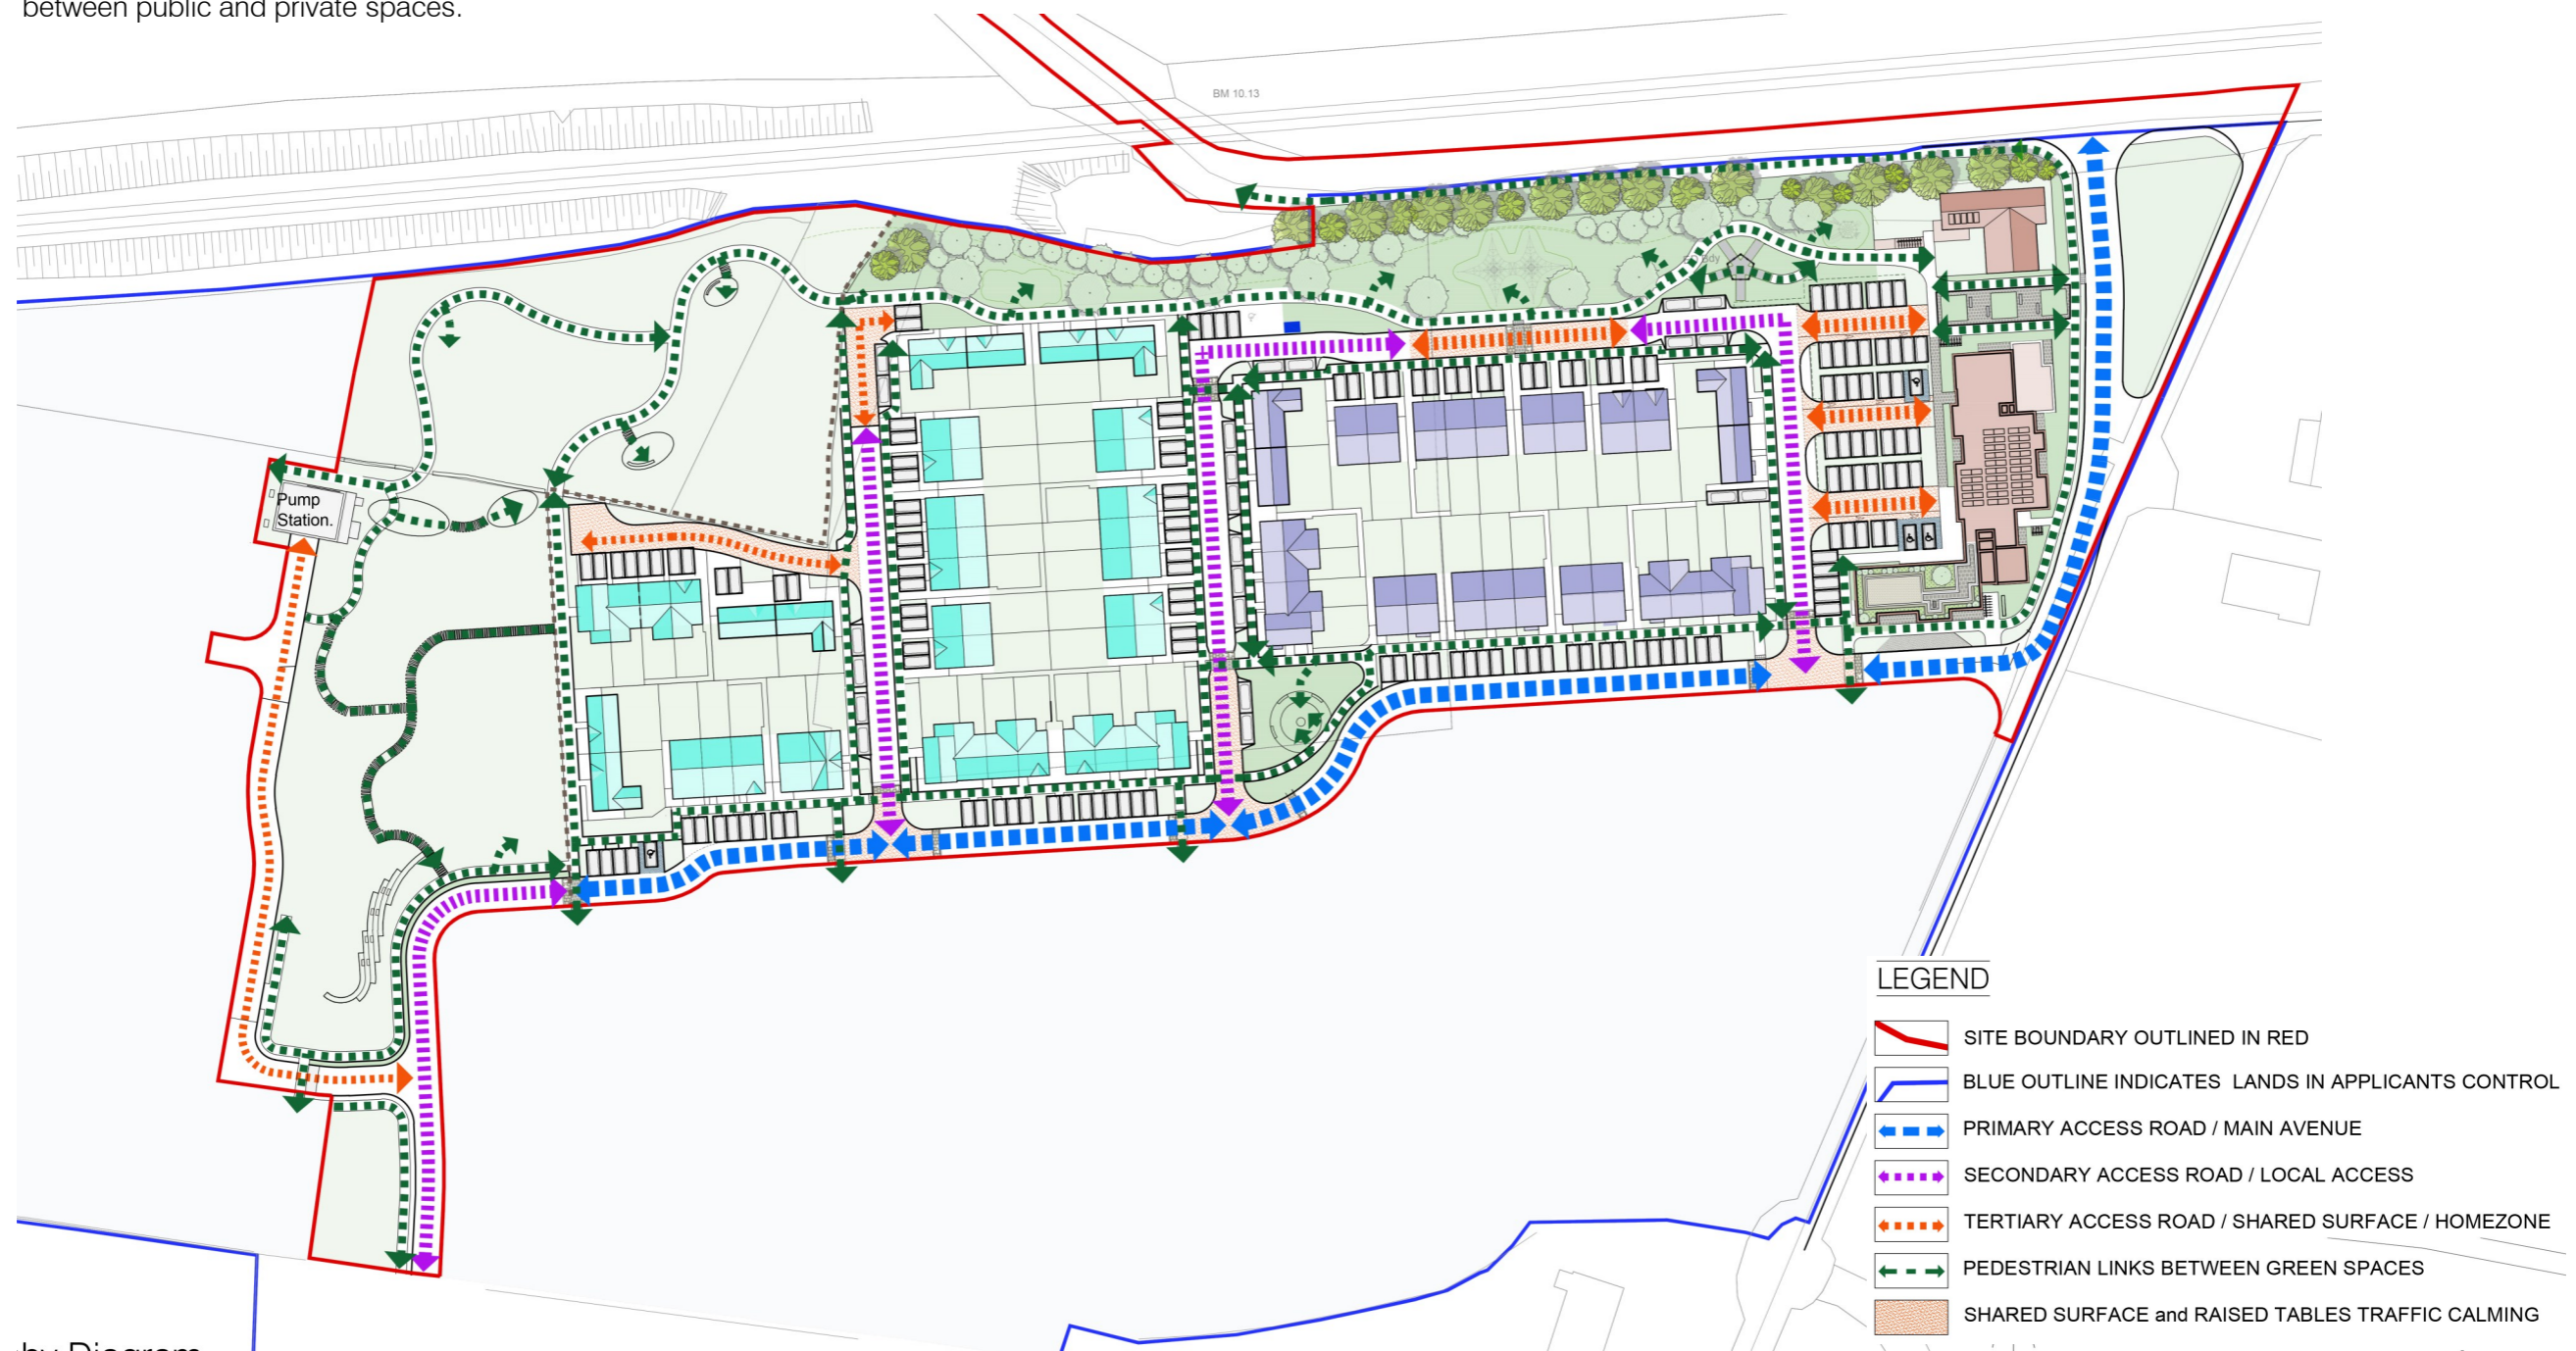 between public and private spaces.
BM 10.13
Pump
Station.
LEGEND
SITE BOUNDARY OUTLINED IN RED
BLUE OUTLINE INDICATES LANDS IN APPLICANTS CONTROL
PRIMARY ACCESS ROAD / MAIN AVENUE
SECONDARY ACCESS ROAD / LOCAL ACCESS
TERTIARY ACCESS ROAD / SHARED SURFACE / HOMEZONE
PEDESTRIAN LINKS BETWEEN GREEN SPACES
SHARED SURFACE and RAISED TABLES TRAFFIC CALMING
Diagram